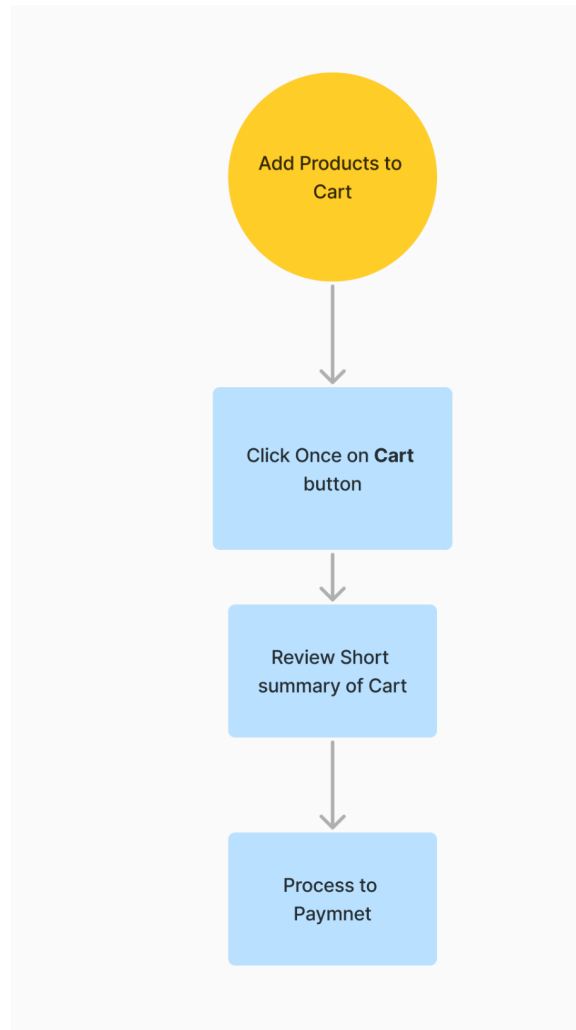 Add Products to
Cart
Click Once on Cart
button
Review Short
summary of Cart
Process to
Paymnet